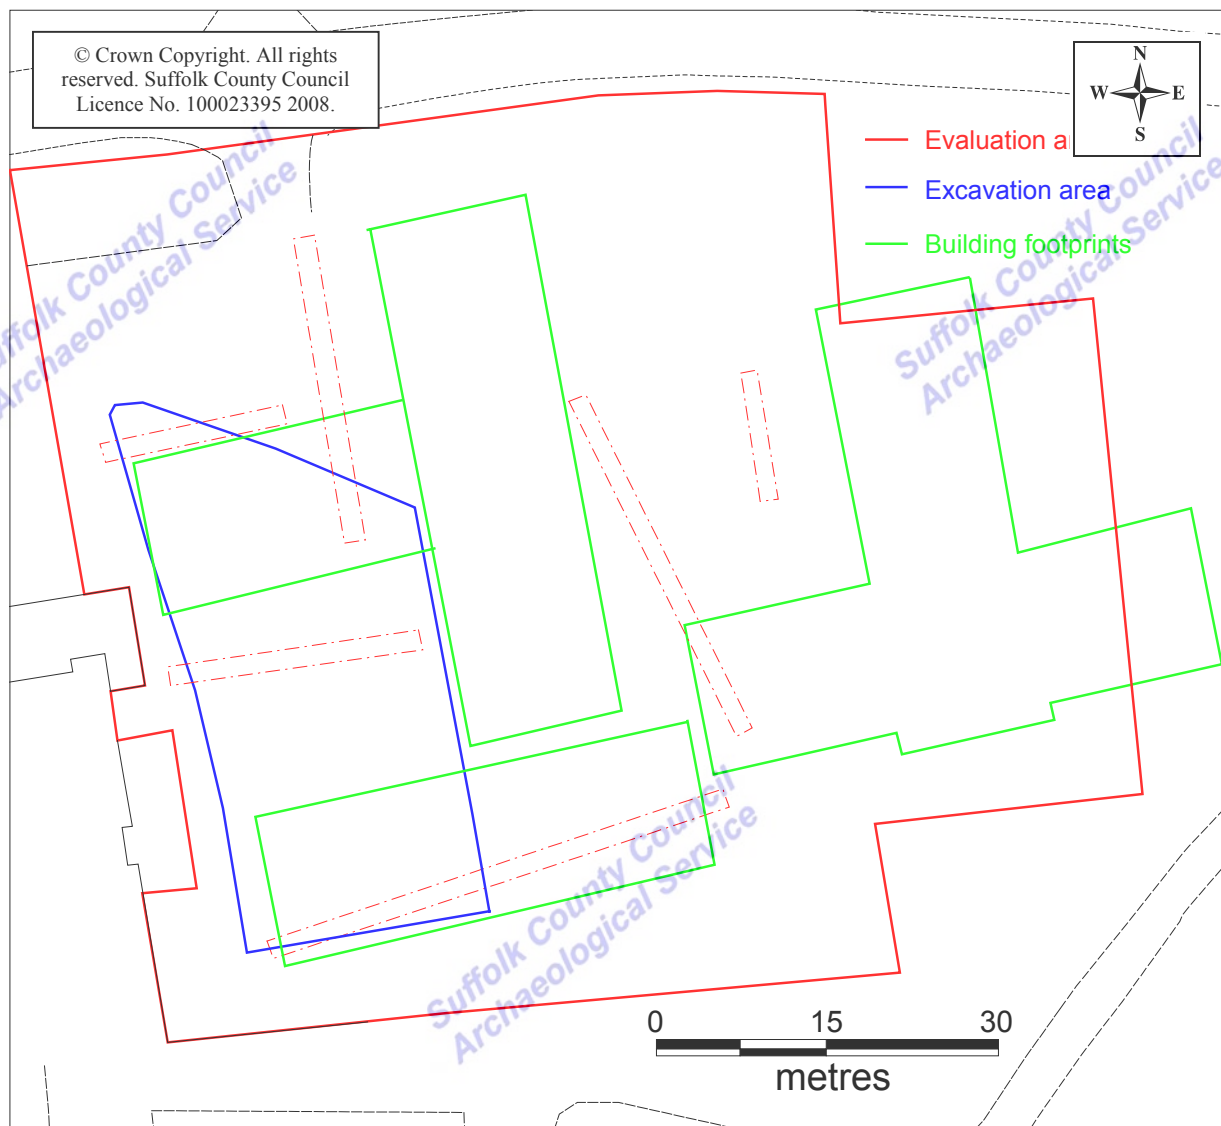 © Crown Copyright. All rights
reserved. Suffolk County Council
Licence No. 100023395 2008.
N
W E
S
Evaluation
Excavation area
Building footprints
Suffolk County Council
Archaeological Service
Suffolk County Council
Archaeological Service
Suffolk County Council
Archaeological Service
0 15 30
metres